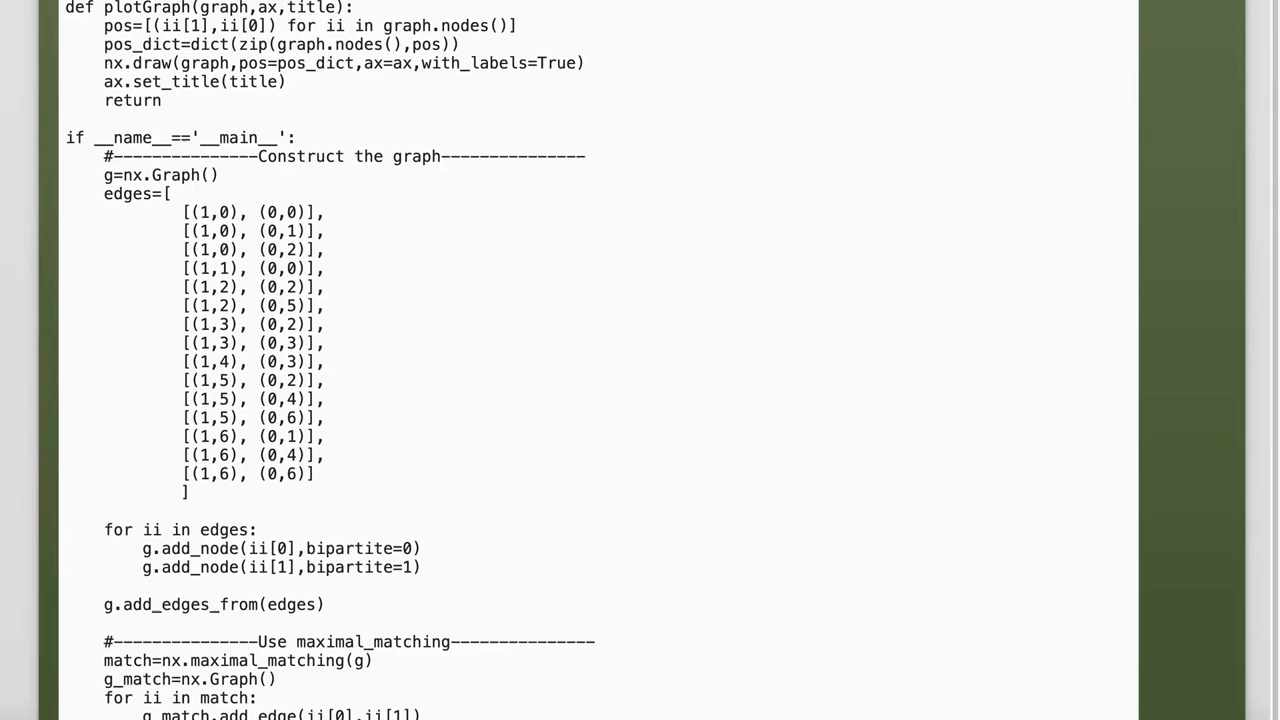 def plotGraph(graph,ax,title):
    pos=[(ii[1],ii[0]) for ii in graph.nodes()]
    pos_dict=dict(zip(graph.nodes(),pos))
    nx.draw(graph,pos=pos_dict,ax=ax,with_labels=True)
    ax.set_title(title)
    return
if __name__=='__main__':
    #---------------Construct the graph---------------
    g=nx.Graph()
    edges=[
            [(1,0), (0,0)],
            [(1,0), (0,1)],
            [(1,0), (0,2)],
            [(1,1), (0,0)],
            [(1,2), (0,2)],
            [(1,2), (0,5)],
            [(1,3), (0,2)],
            [(1,3), (0,3)],
            [(1,4), (0,3)],
            [(1,5), (0,2)],
            [(1,5), (0,4)],
            [(1,5), (0,6)],
            [(1,6), (0,1)],
            [(1,6), (0,4)],
            [(1,6), (0,6)]
            ]
    for ii in edges:
        g.add_node(ii[0],bipartite=0)
        g.add_node(ii[1],bipartite=1)
    g.add_edges_from(edges)
    #---------------Use maximal_matching---------------
    match=nx.maximal_matching(g)
    g_match=nx.Graph()
    for ii in match:
        g_match.add_edge(ii[0],ii[1])